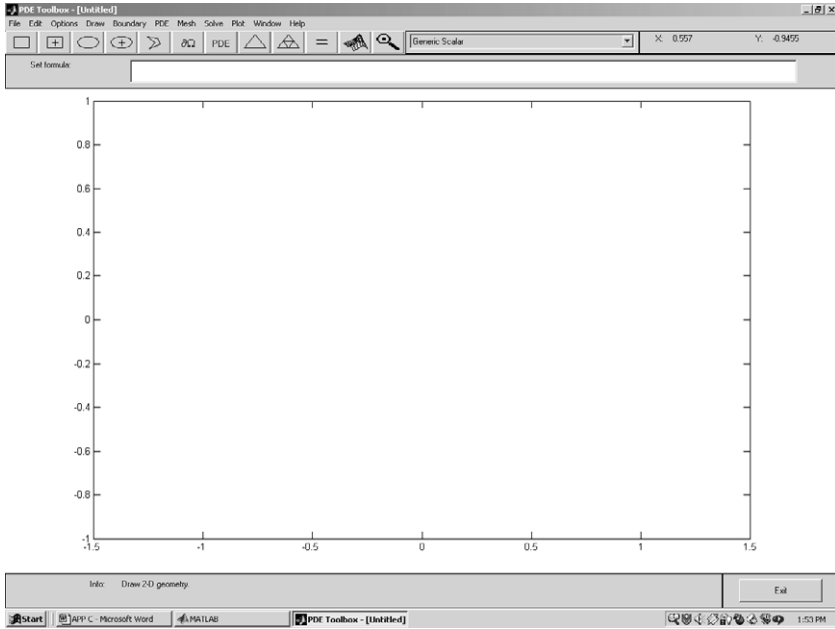 PDE Toolbox - [Untitled]
File Edit Options Draw Boundary PDE Mesh Solve Plot Window Help
∂Ω PDE = Generic Scalar X: 0.557 Y: -0.9455
Set formula:
1
0.8
0.6
0.4
0.2
0
-0.2
-0.4
-0.6
-0.8
-1
-1.5 -1 -0.5 0 0.5 1 1.5
Info: Draw 2-D geometry. Exit
Start APP C - Microsoft Word MATLAB PDE Toolbox - [Untitled] 1:53 PM